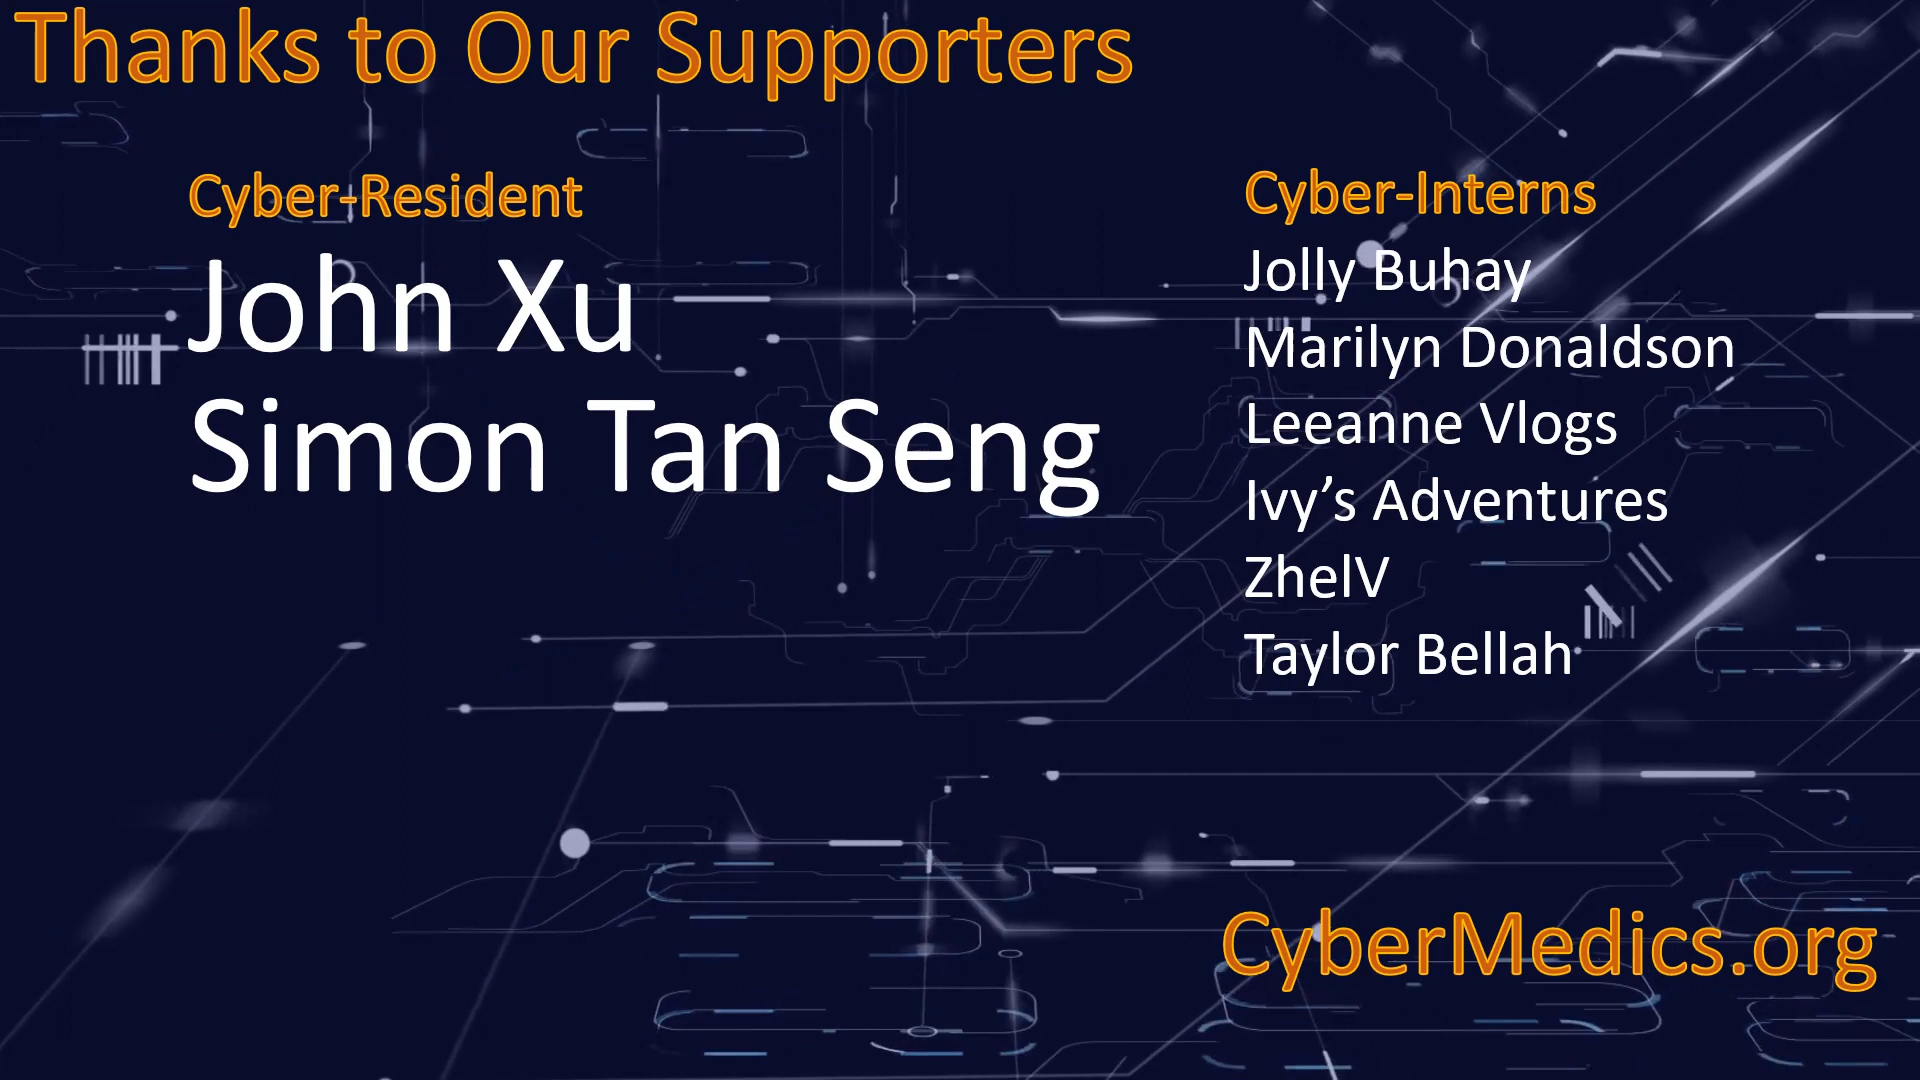 Thanks to Our Supporters
Cyber-Resident
John Xu
Simon Tan Seng
Cyber-Interns
Jolly Buhay
Marilyn Donaldson
Leeanne Vlogs
Ivy’s Adventures
ZhelV
Taylor Bellah
CyberMedics.org